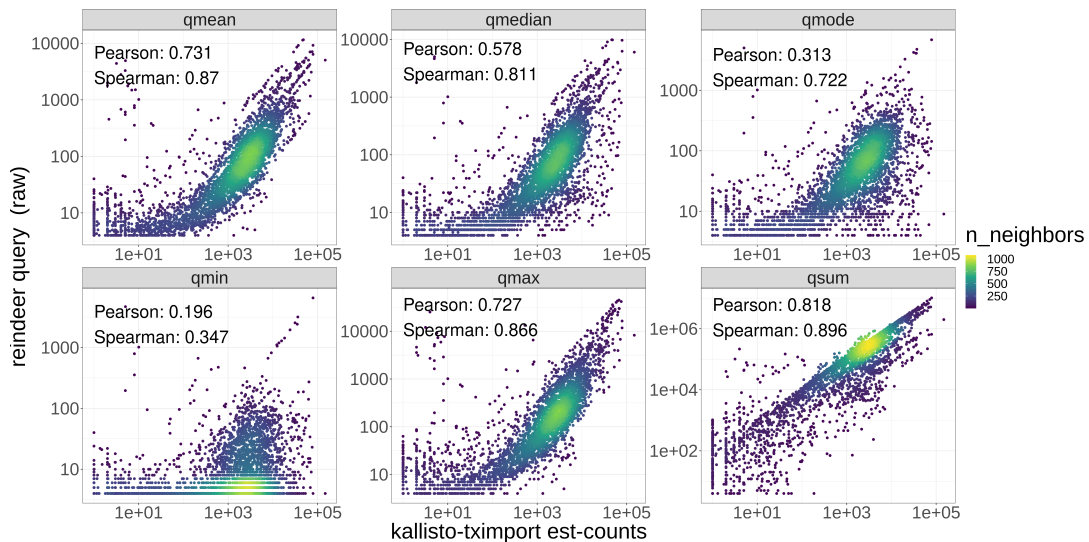 qmean
qmedian
qmode
Pearson: 0.731
Spearman: 0.87
Pearson: 0.578
Spearman: 0.811
Pearson: 0.313
Spearman: 0.722
10000
1000
100
10
10000
1000
100
10
1000
100
10
1e+01
1e+03
1e+05
1e+01
1e+03
1e+05
1e+01
1e+03
1e+05
reindeer query (raw)
n_neighbors
1000
750
500
250
qmin
qmax
qsum
Pearson: 0.196
Spearman: 0.347
Pearson: 0.727
Spearman: 0.866
Pearson: 0.818
Spearman: 0.896
1000
100
10
10000
1000
100
10
1e+06
1e+04
1e+02
1e+01
1e+03
1e+05
1e+01
1e+03
1e+05
1e+01
1e+03
1e+05
kallisto-tximport est-counts